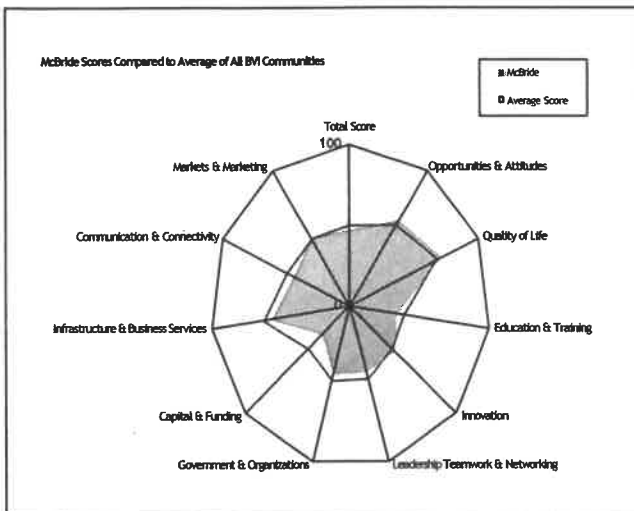 McBride Scores Compared to Average of All BVI Communities
McBride
Average Score
Total Score
100
Markets & Marketing
Opportunities & Attitudes
Communication & Connectivity
Quality of Life
0
Infrastructure & Business Services
Education & Training
Capital & Funding
Innovation
Government & Organizations
Leadership Teamwork & Networking